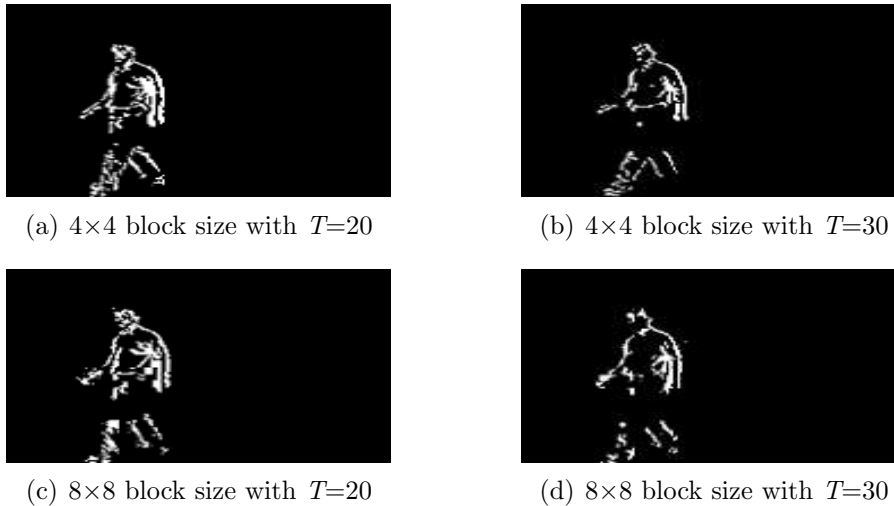 (a) 4×4 block size with T=20
(b) 4×4 block size with T=30
(c) 8×8 block size with T=20
(d) 8×8 block size with T=30